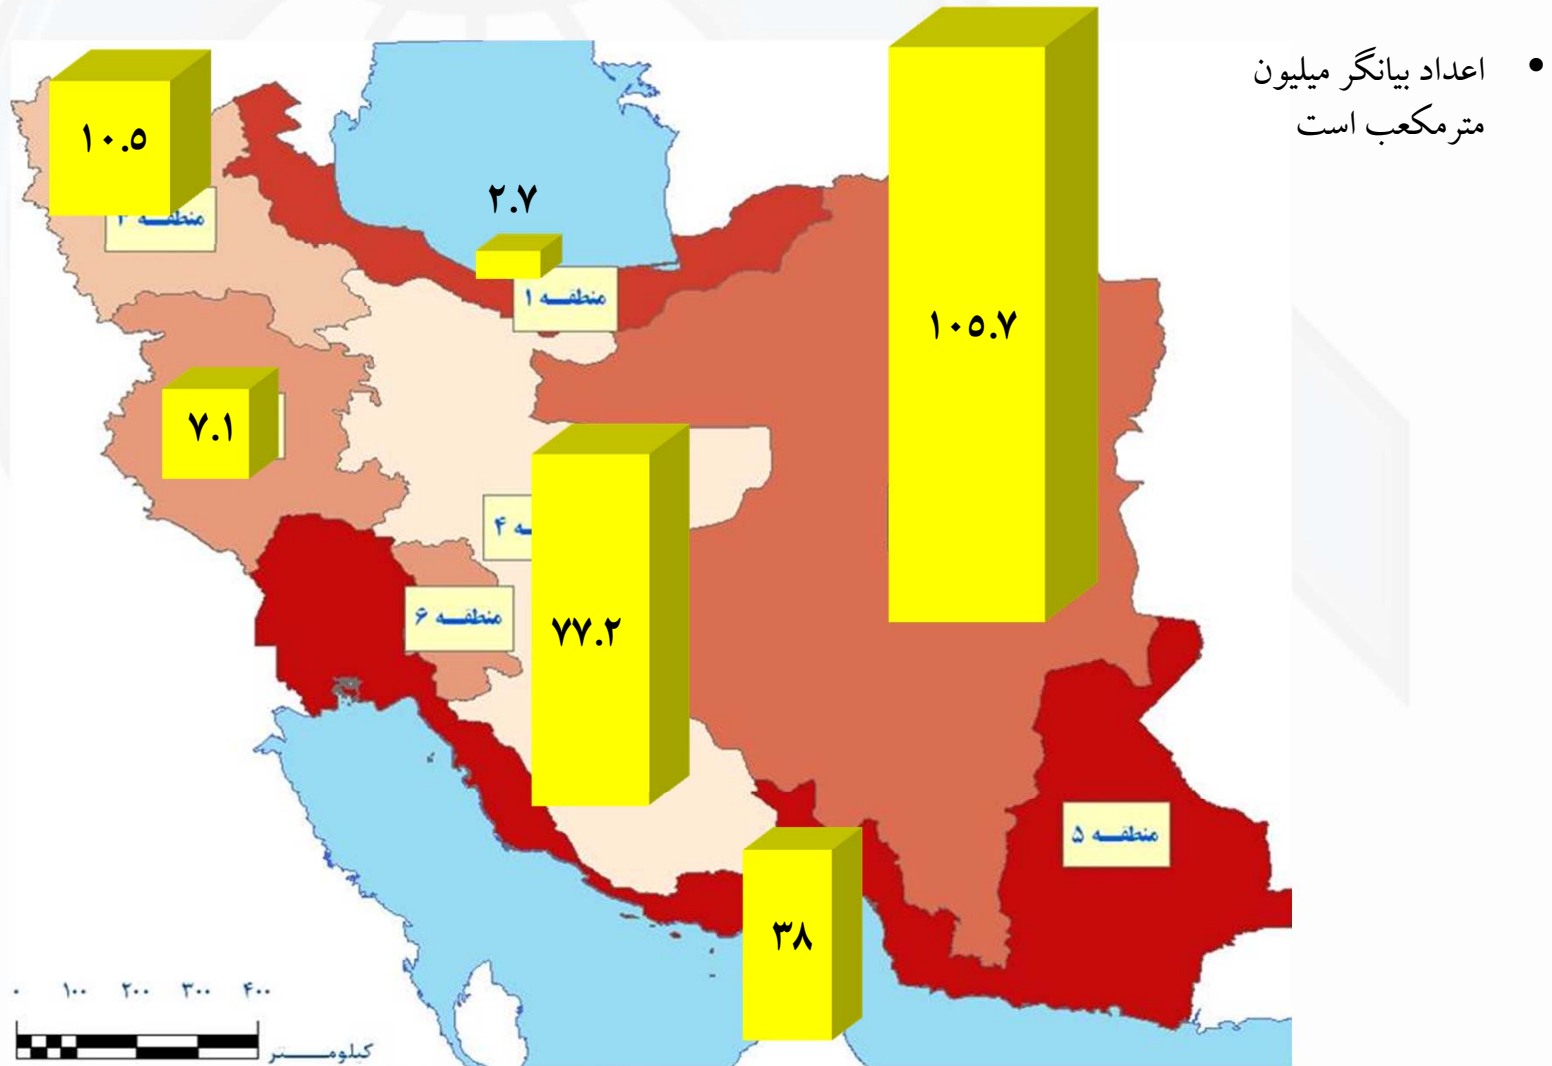 اعداد بیانگر میلیون
مترمکعب است
۱۰.۵
۲.۷
منطقه ۱
۱۰۵.۷
۷.۱
۴
منطقه ۶
۷۷.۲
منطقه ۵
۳۸
۰ ۱۰۰ ۲۰۰ ۳۰۰ ۴۰۰
کیلومتر